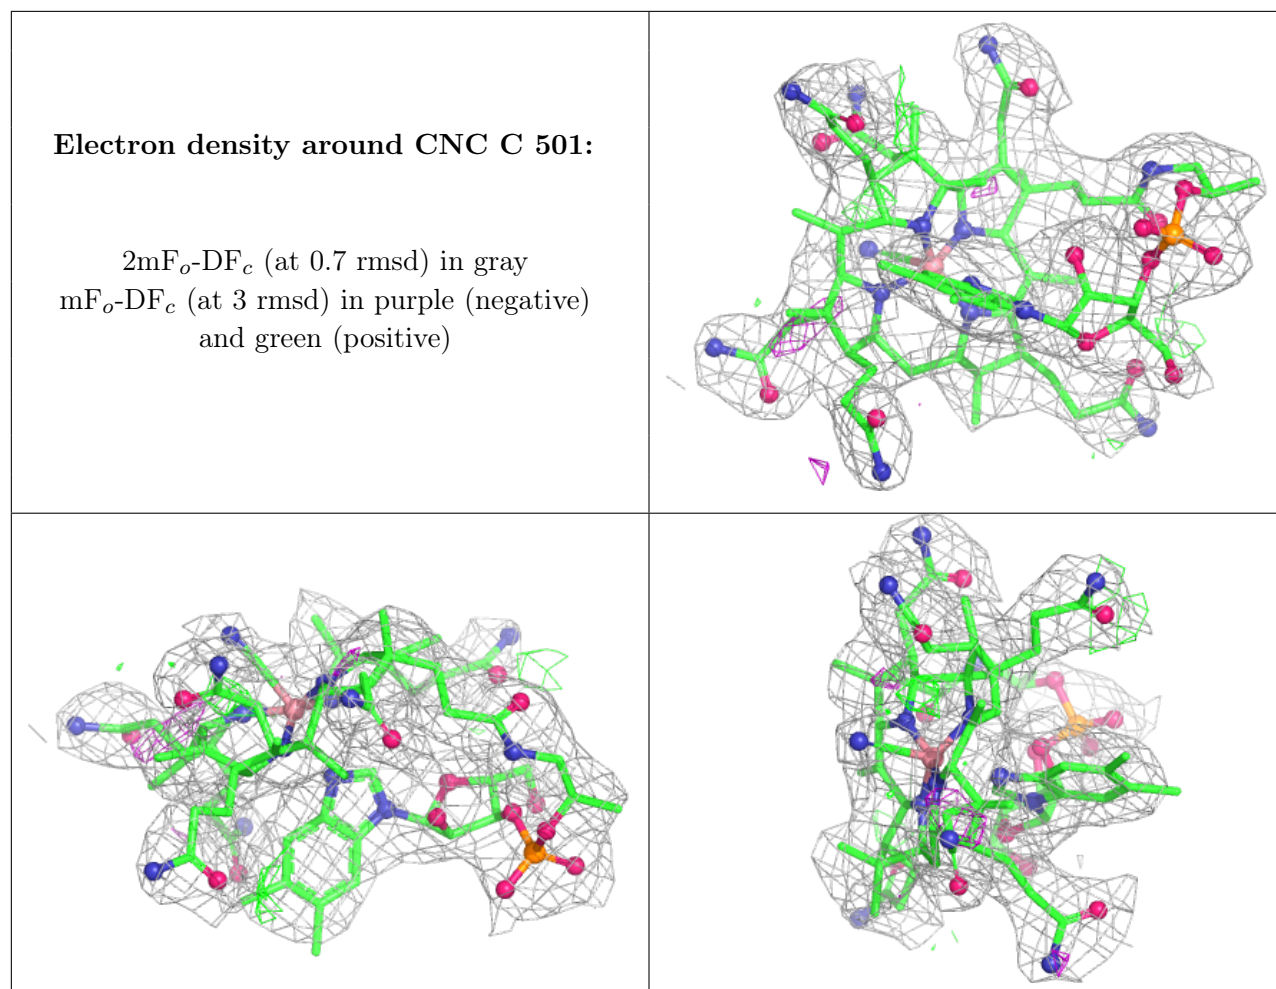 Electron density around CNC C 501:
2mFo-DFc (at 0.7 rmsd) in gray
mFo-DFc (at 3 rmsd) in purple (negative)
and green (positive)